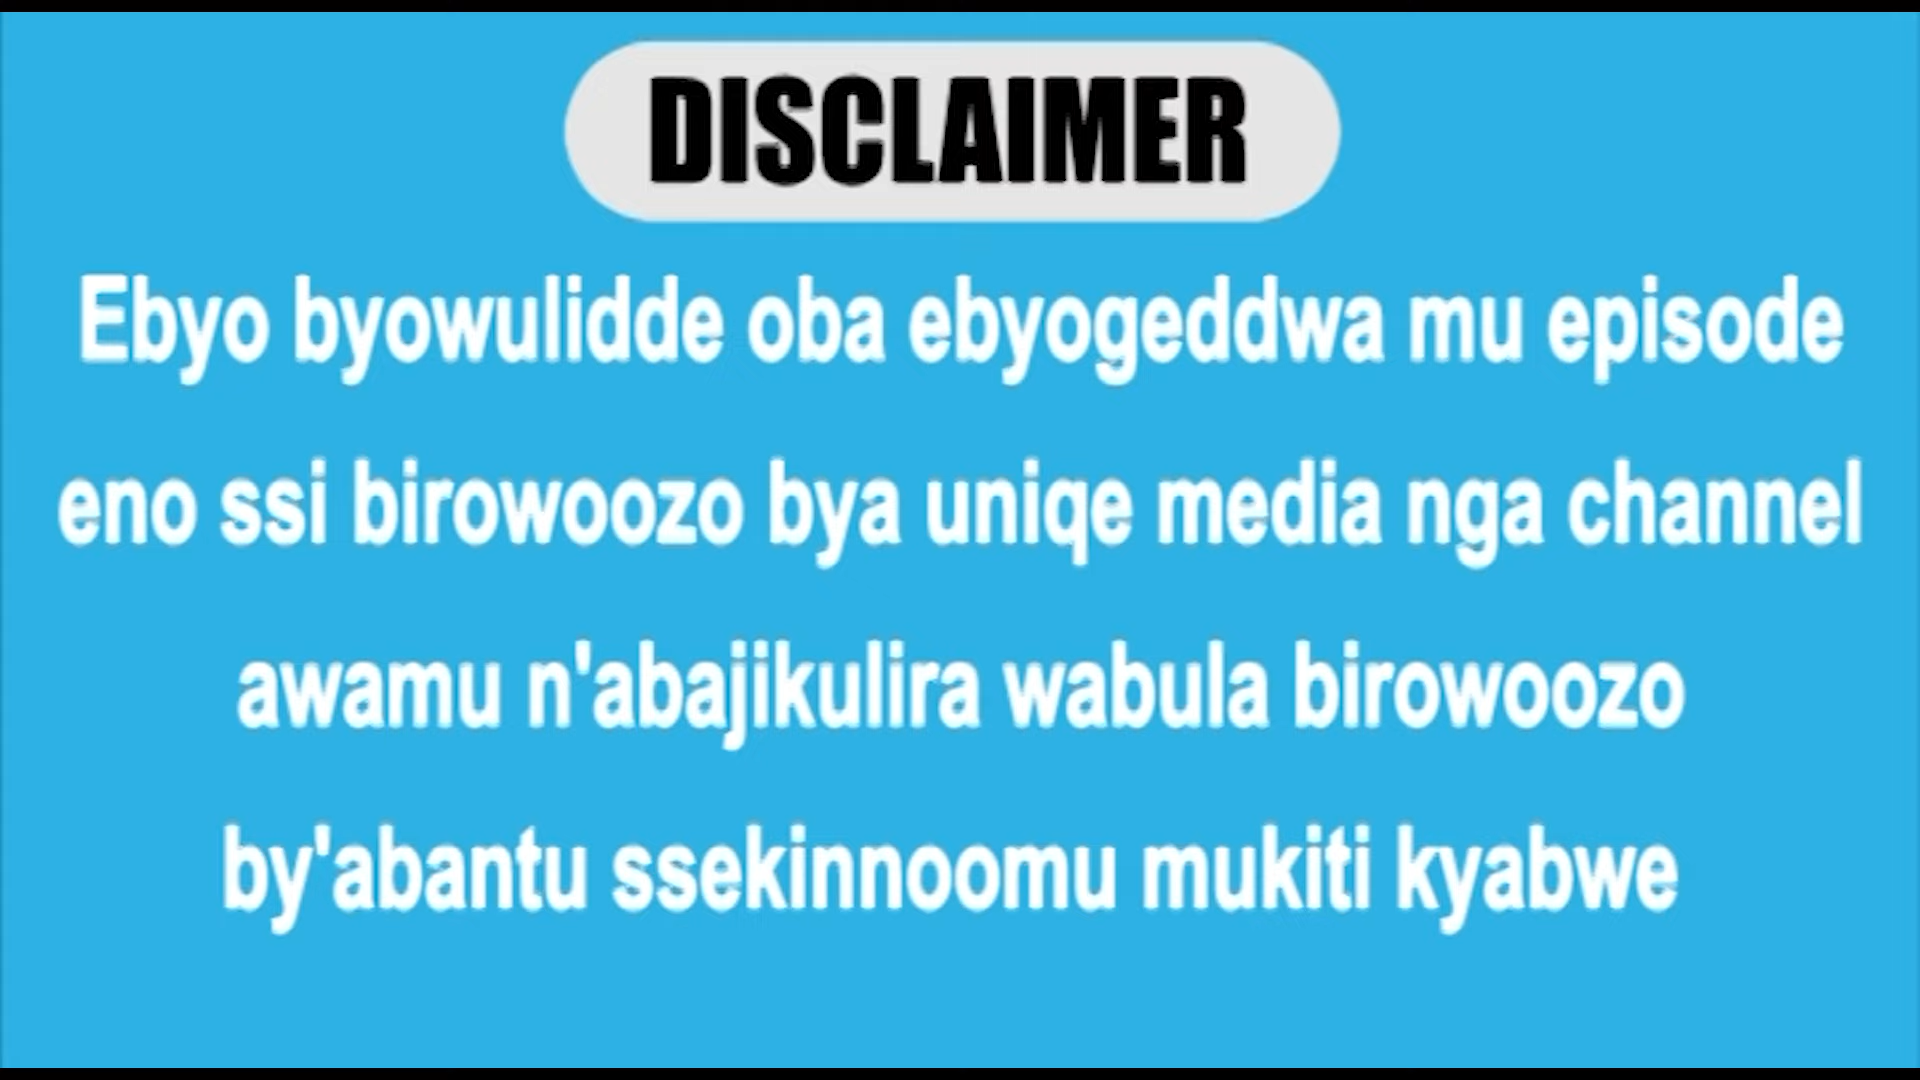 DISCLAIMER
Ebyo byowulidde oba ebyogeddwa mu episode
eno ssi birowoozo bya uniqe media nga channel
awamu n'abajikulira wabula birowoozo
by'abantu ssekinnoomu mukiti kyabwe